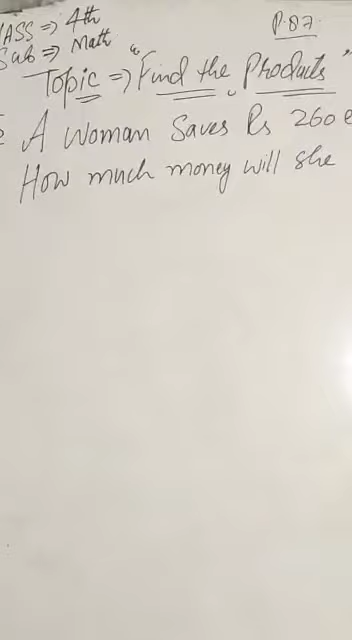 P-87
ASS => 4th
Sub => Math
Topic => "Find the Products"
A Woman Saves Rs 260
How much money will she